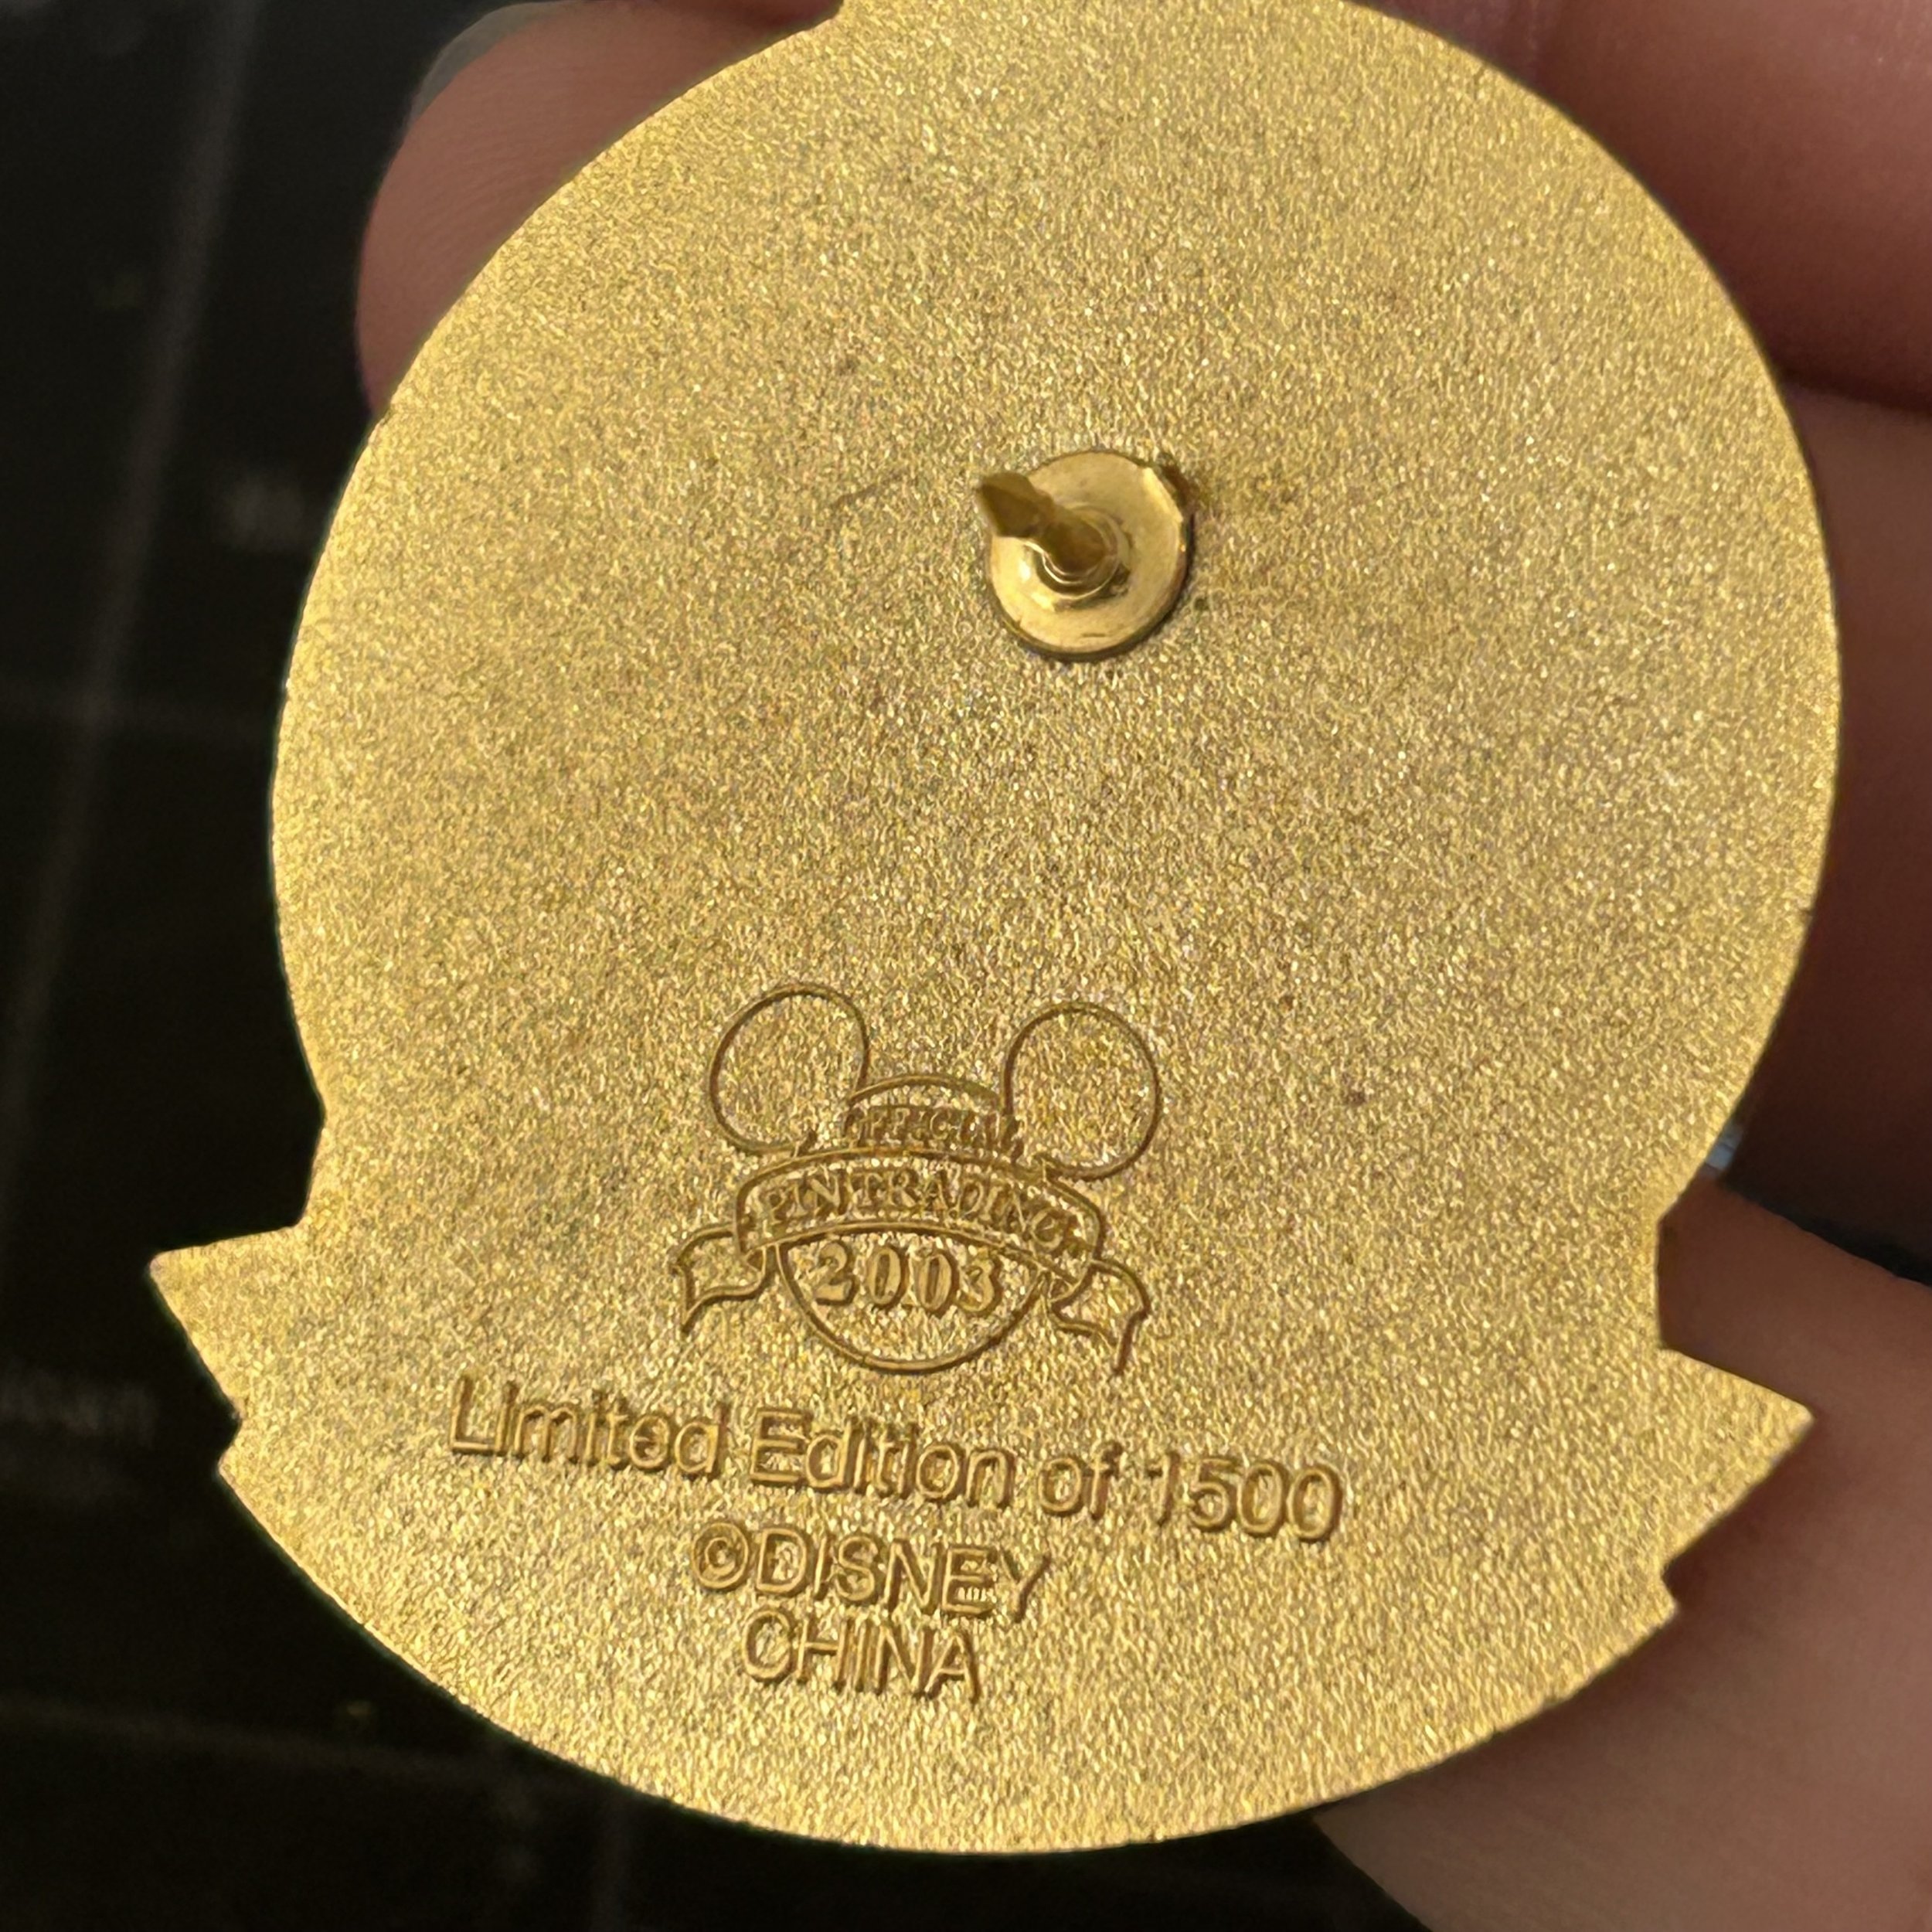 OFFICIAL
PIN TRADING
2003
Limited Edition of 1500
©DISNEY
CHINA